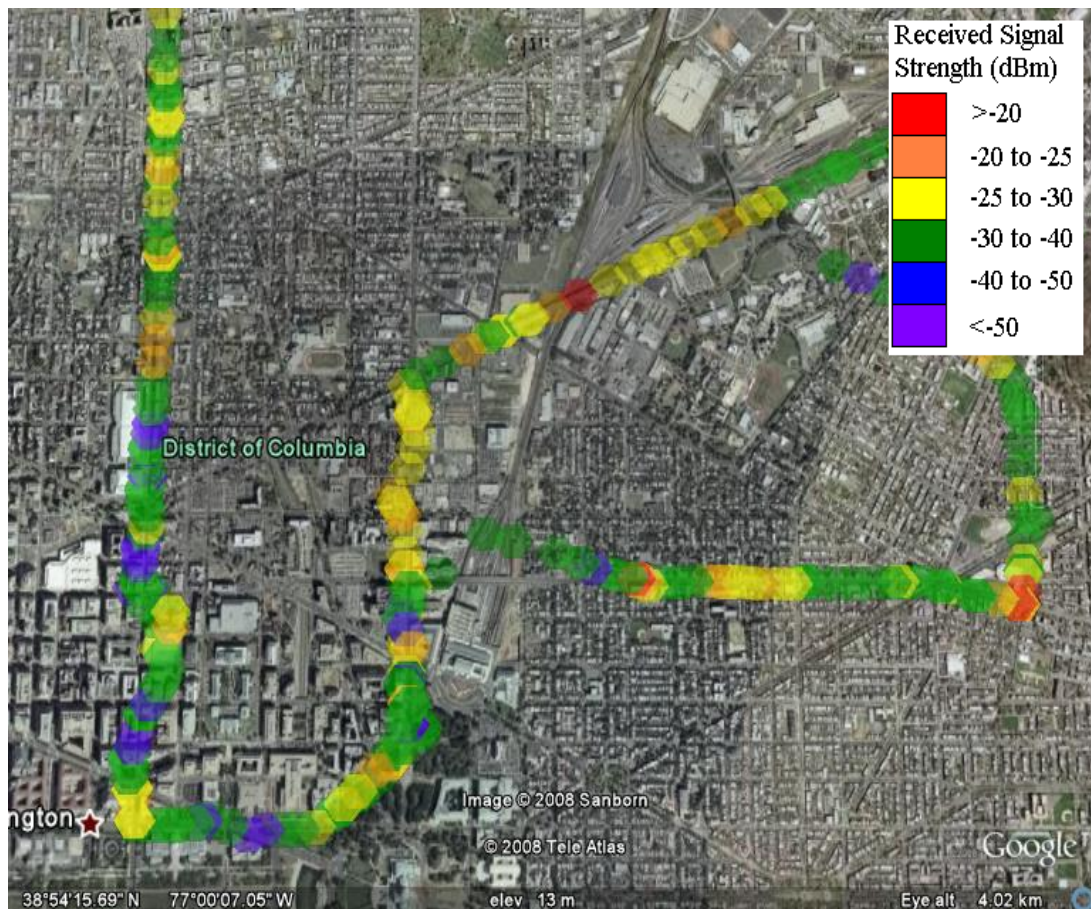 Received Signal
Strength (dBm)
>-20
-20 to -25
-25 to -30
-30 to -40
-40 to -50
<-50
District of Columbia
ngton
Image © 2008 Sanborn
© 2008 Tele Atlas
Google
38°54'15.69" N 77°00'07.05" W elev 13 m Eye alt 4.02 km